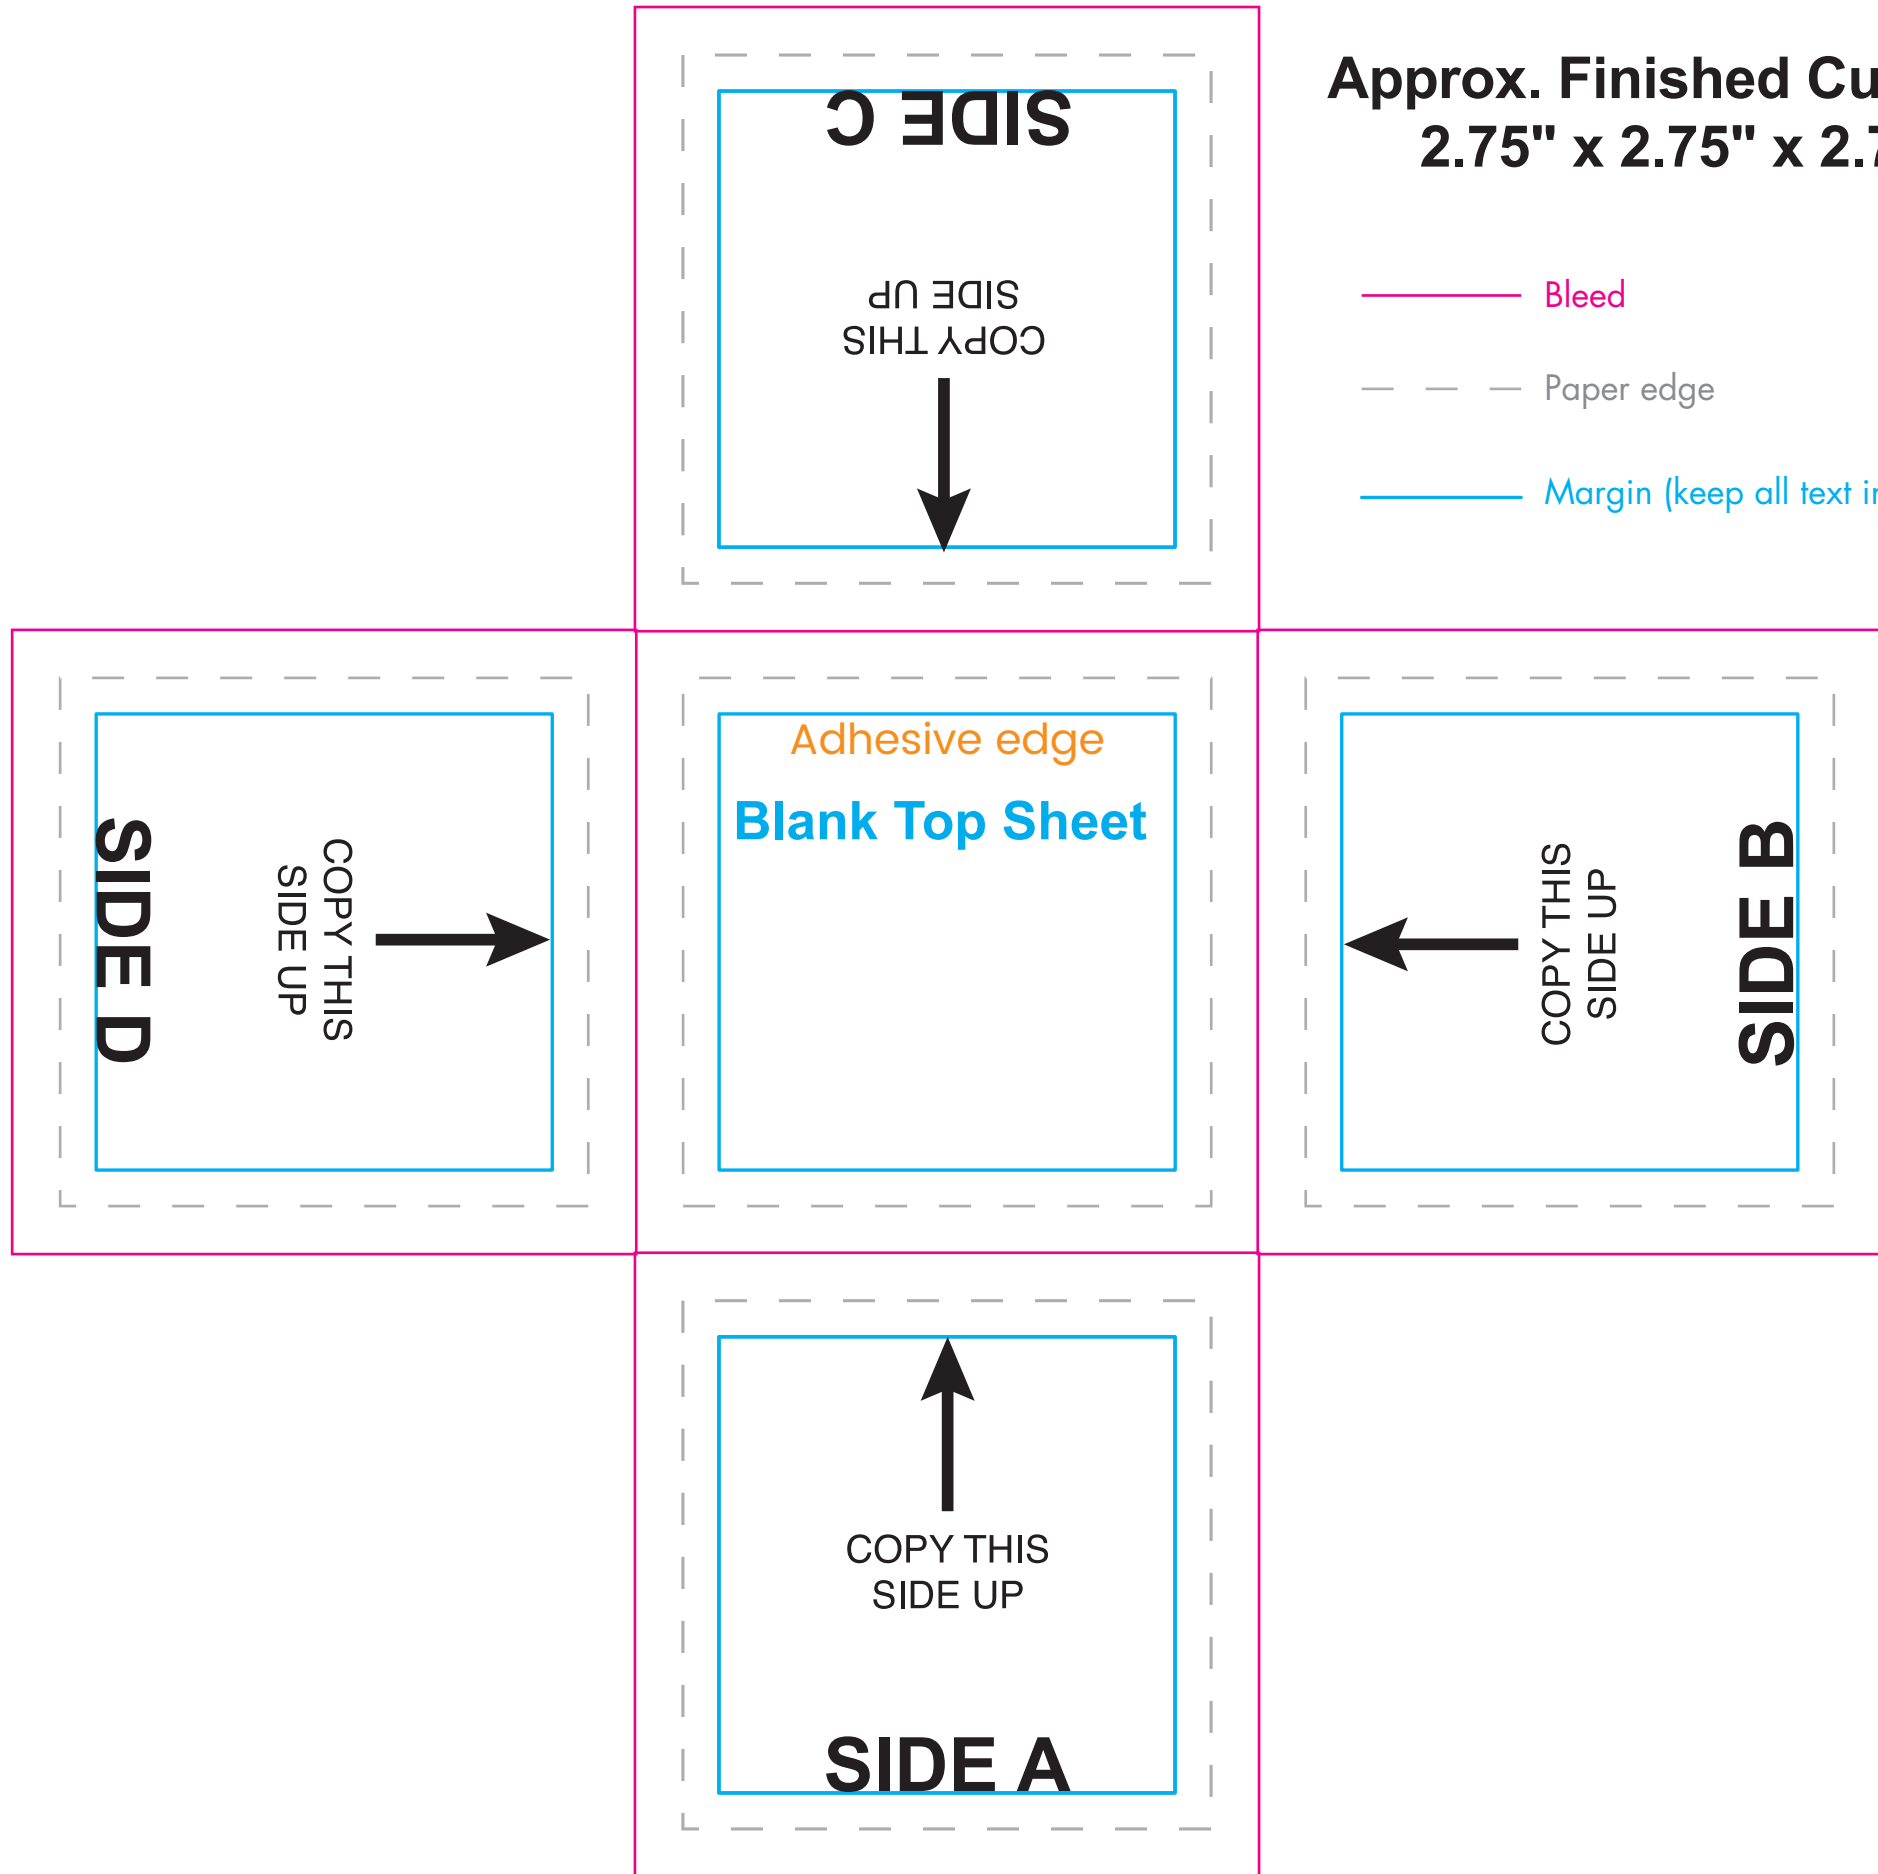 Approx. Finished Cu
2.75" x 2.75" x 2.7
SIDE C
COPY THIS
SIDE UP
Bleed
Paper edge
Margin (keep all text in
SIDE D
COPY THIS
SIDE UP
Adhesive edge
Blank Top Sheet
COPY THIS
SIDE UP
SIDE B
COPY THIS
SIDE UP
SIDE A